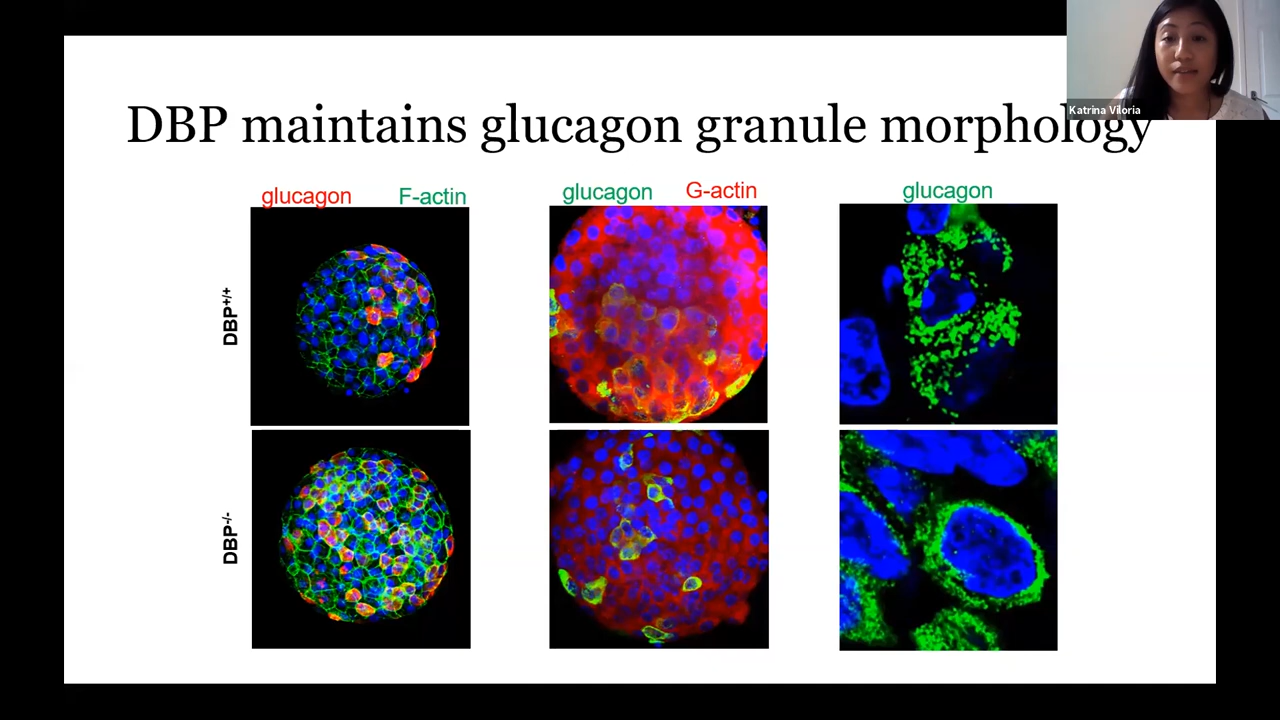 Katrina Viloria
DBP maintains glucagon granule morphology
glucagon F-actin
glucagon G-actin
glucagon
DBP+/+
DBP-/-